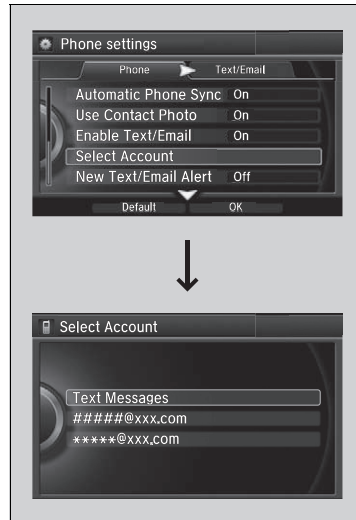 Phone settings
Phone Text/Email
Automatic Phone Sync On
Use Contact Photo On
Enable Text/Email On
Select Account
New Text/Email Alert Off
Default OK
Select Account
Text Messages
#####@xxx.com
*****@xxx.com